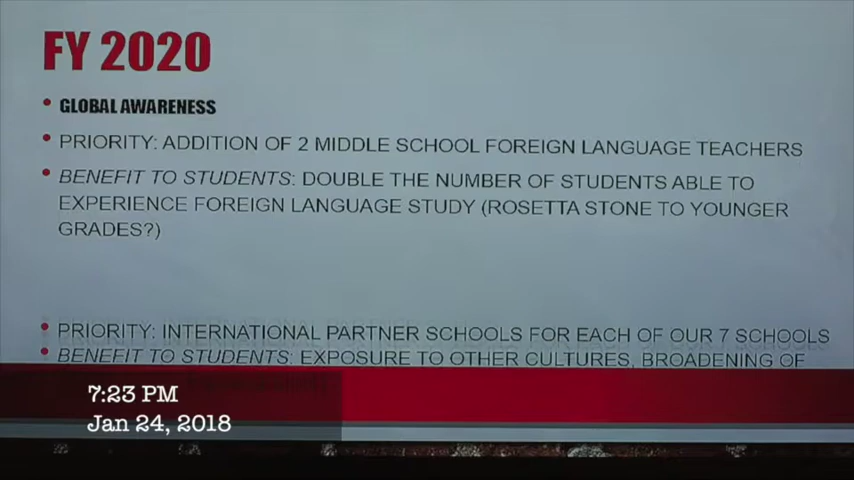 FY 2020
• GLOBAL AWARENESS
• PRIORITY: ADDITION OF 2 MIDDLE SCHOOL FOREIGN LANGUAGE TEACHERS
• BENEFIT TO STUDENTS: DOUBLE THE NUMBER OF STUDENTS ABLE TO
EXPERIENCE FOREIGN LANGUAGE STUDY (ROSETTA STONE TO YOUNGER
GRADES?)
• PRIORITY: INTERNATIONAL PARTNER SCHOOLS FOR EACH OF OUR 7 SCHOOLS
• BENEFIT TO STUDENTS: EXPOSURE TO OTHER CULTURES, BROADENING OF
7:23 PM
Jan 24, 2018